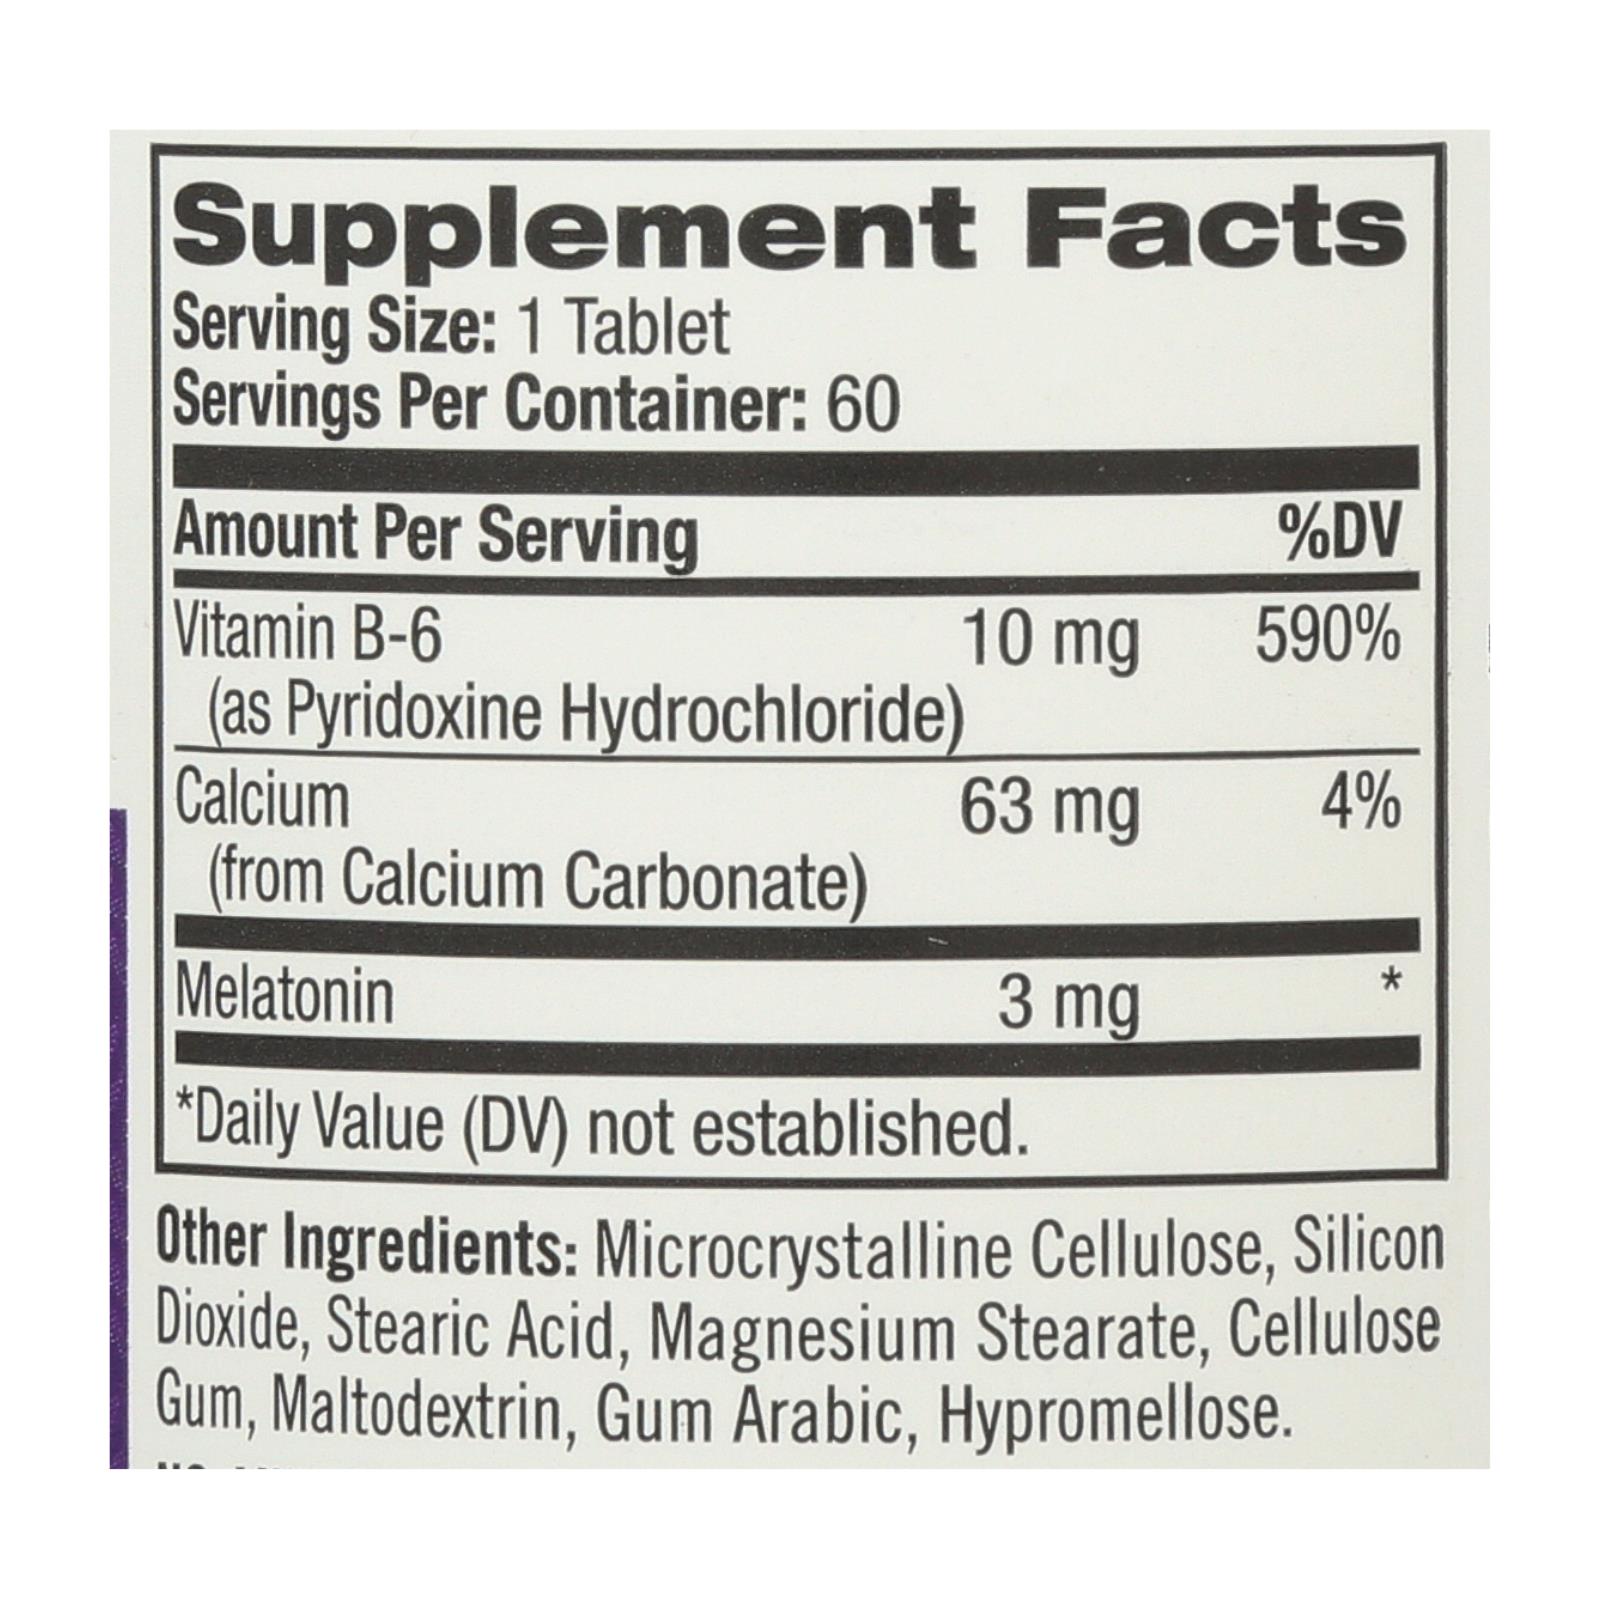 Supplement Facts
Serving Size: 1 Tablet
Servings Per Container: 60
Amount Per Serving %DV
Vitamin B-6 10 mg 590%
(as Pyridoxine Hydrochloride)
Calcium 63 mg 4%
(from Calcium Carbonate)
Melatonin 3 mg *
*Daily Value (DV) not established.
Other Ingredients: Microcrystalline Cellulose, Silicon
Dioxide, Stearic Acid, Magnesium Stearate, Cellulose
Gum, Maltodextrin, Gum Arabic, Hypromellose.